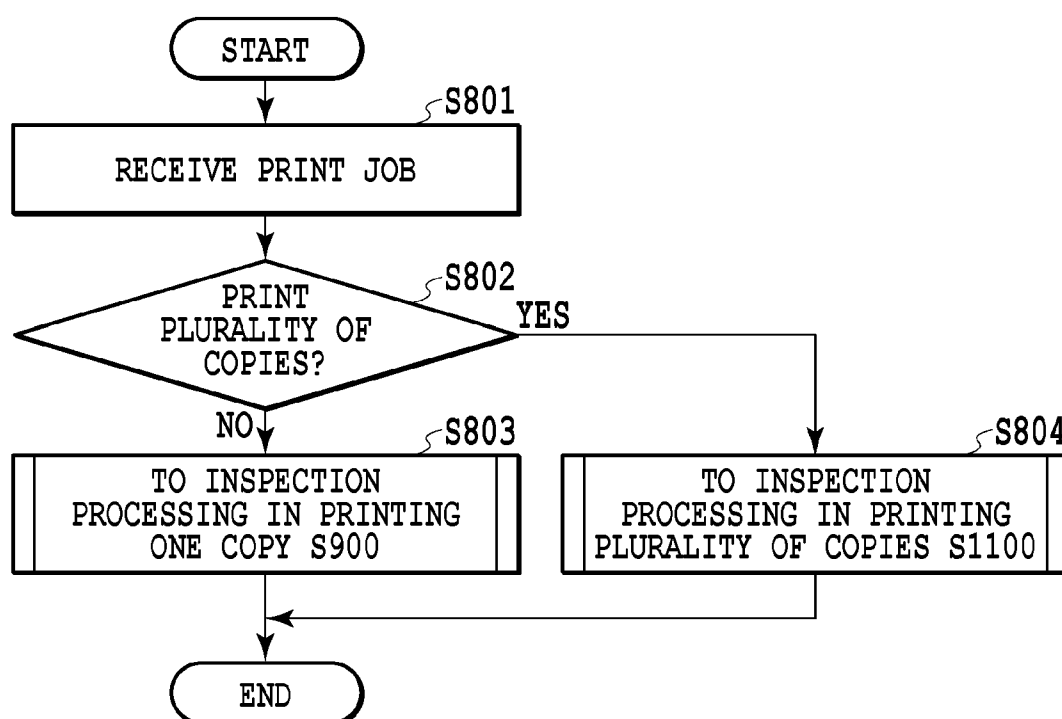 START
S801
RECEIVE PRINT JOB
S802
PRINT
PLURALITY OF
COPIES?
YES
NO
S803
TO INSPECTION
PROCESSING IN PRINTING
ONE COPY S900
S804
TO INSPECTION
PROCESSING IN PRINTING
PLURALITY OF COPIES S1100
END